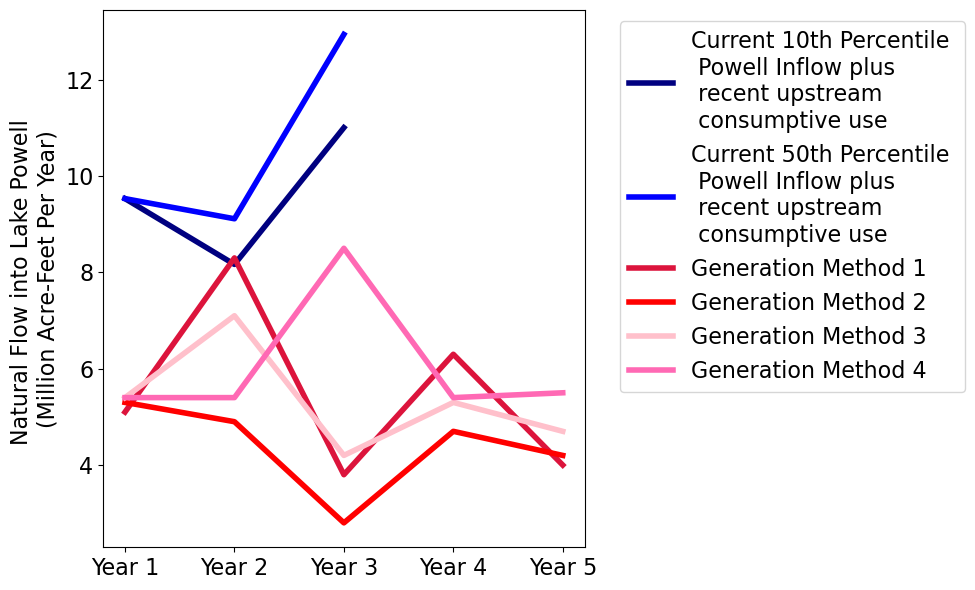 Natural Flow into Lake Powell
(Million Acre-Feet Per Year)
12
10
8
6
4
Year 1
Year 2
Year 3
Year 4
Year 5
Current 10th Percentile
Powell Inflow plus
recent upstream
consumptive use
Current 50th Percentile
Powell Inflow plus
recent upstream
consumptive use
Generation Method 1
Generation Method 2
Generation Method 3
Generation Method 4